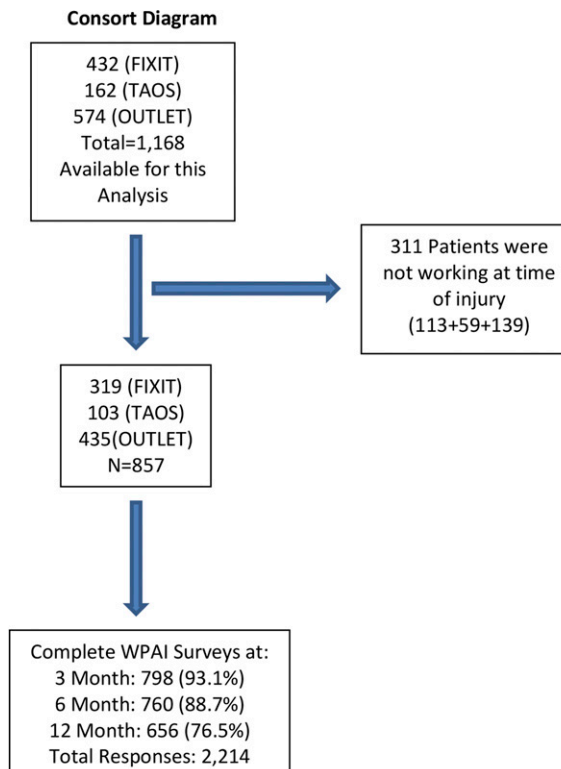 Consort Diagram
432 (FIXIT)
162 (TAOS)
574 (OUTLET)
Total=1,168
Available for this
Analysis
311 Patients were
not working at time
of injury
(113+59+139)
319 (FIXIT)
103 (TAOS)
435(OUTLET)
N=857
Complete WPAI Surveys at:
3 Month: 798 (93.1%)
6 Month: 760 (88.7%)
12 Month: 656 (76.5%)
Total Responses: 2,214